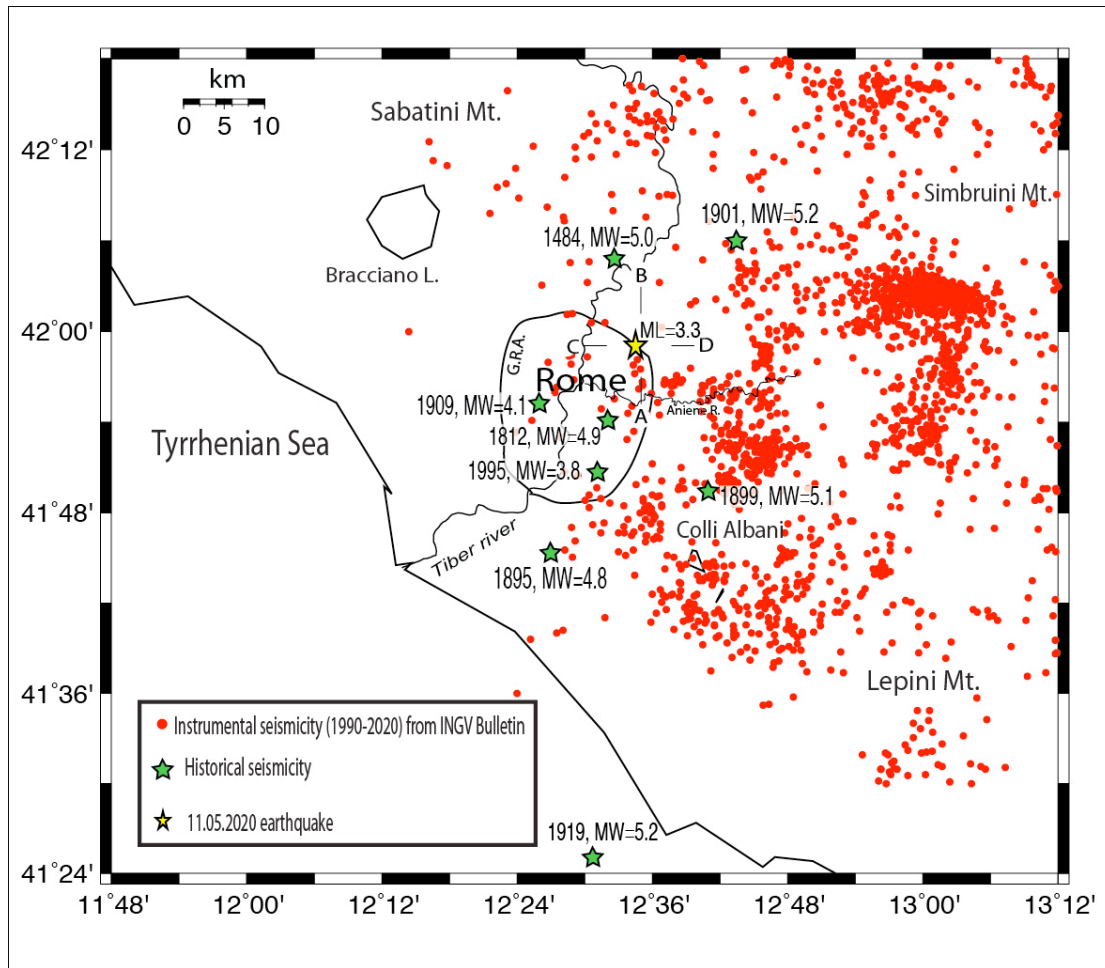 km
0 5 10
Sabatini Mt.
42°12'
Simbruini Mt.
1901, MW=5.2
1484, MW=5.0
Bracciano L.
B
42°00'
ML=3.3
C
D
G.R.A.
Rome
1909, MW=4.1
Aniene R.
A
1812, MW=4.9
Tyrrhenian Sea
1995, MW=3.8
1899, MW=5.1
41°48'
Colli Albani
Tiber river
1895, MW=4.8
41°36'
Lepini Mt.
Instrumental seismicity (1990-2020) from INGV Bulletin
Historical seismicity
11.05.2020 earthquake
1919, MW=5.2
41°24'
11°48' 12°00' 12°12' 12°24' 12°36' 12°48' 13°00' 13°12'